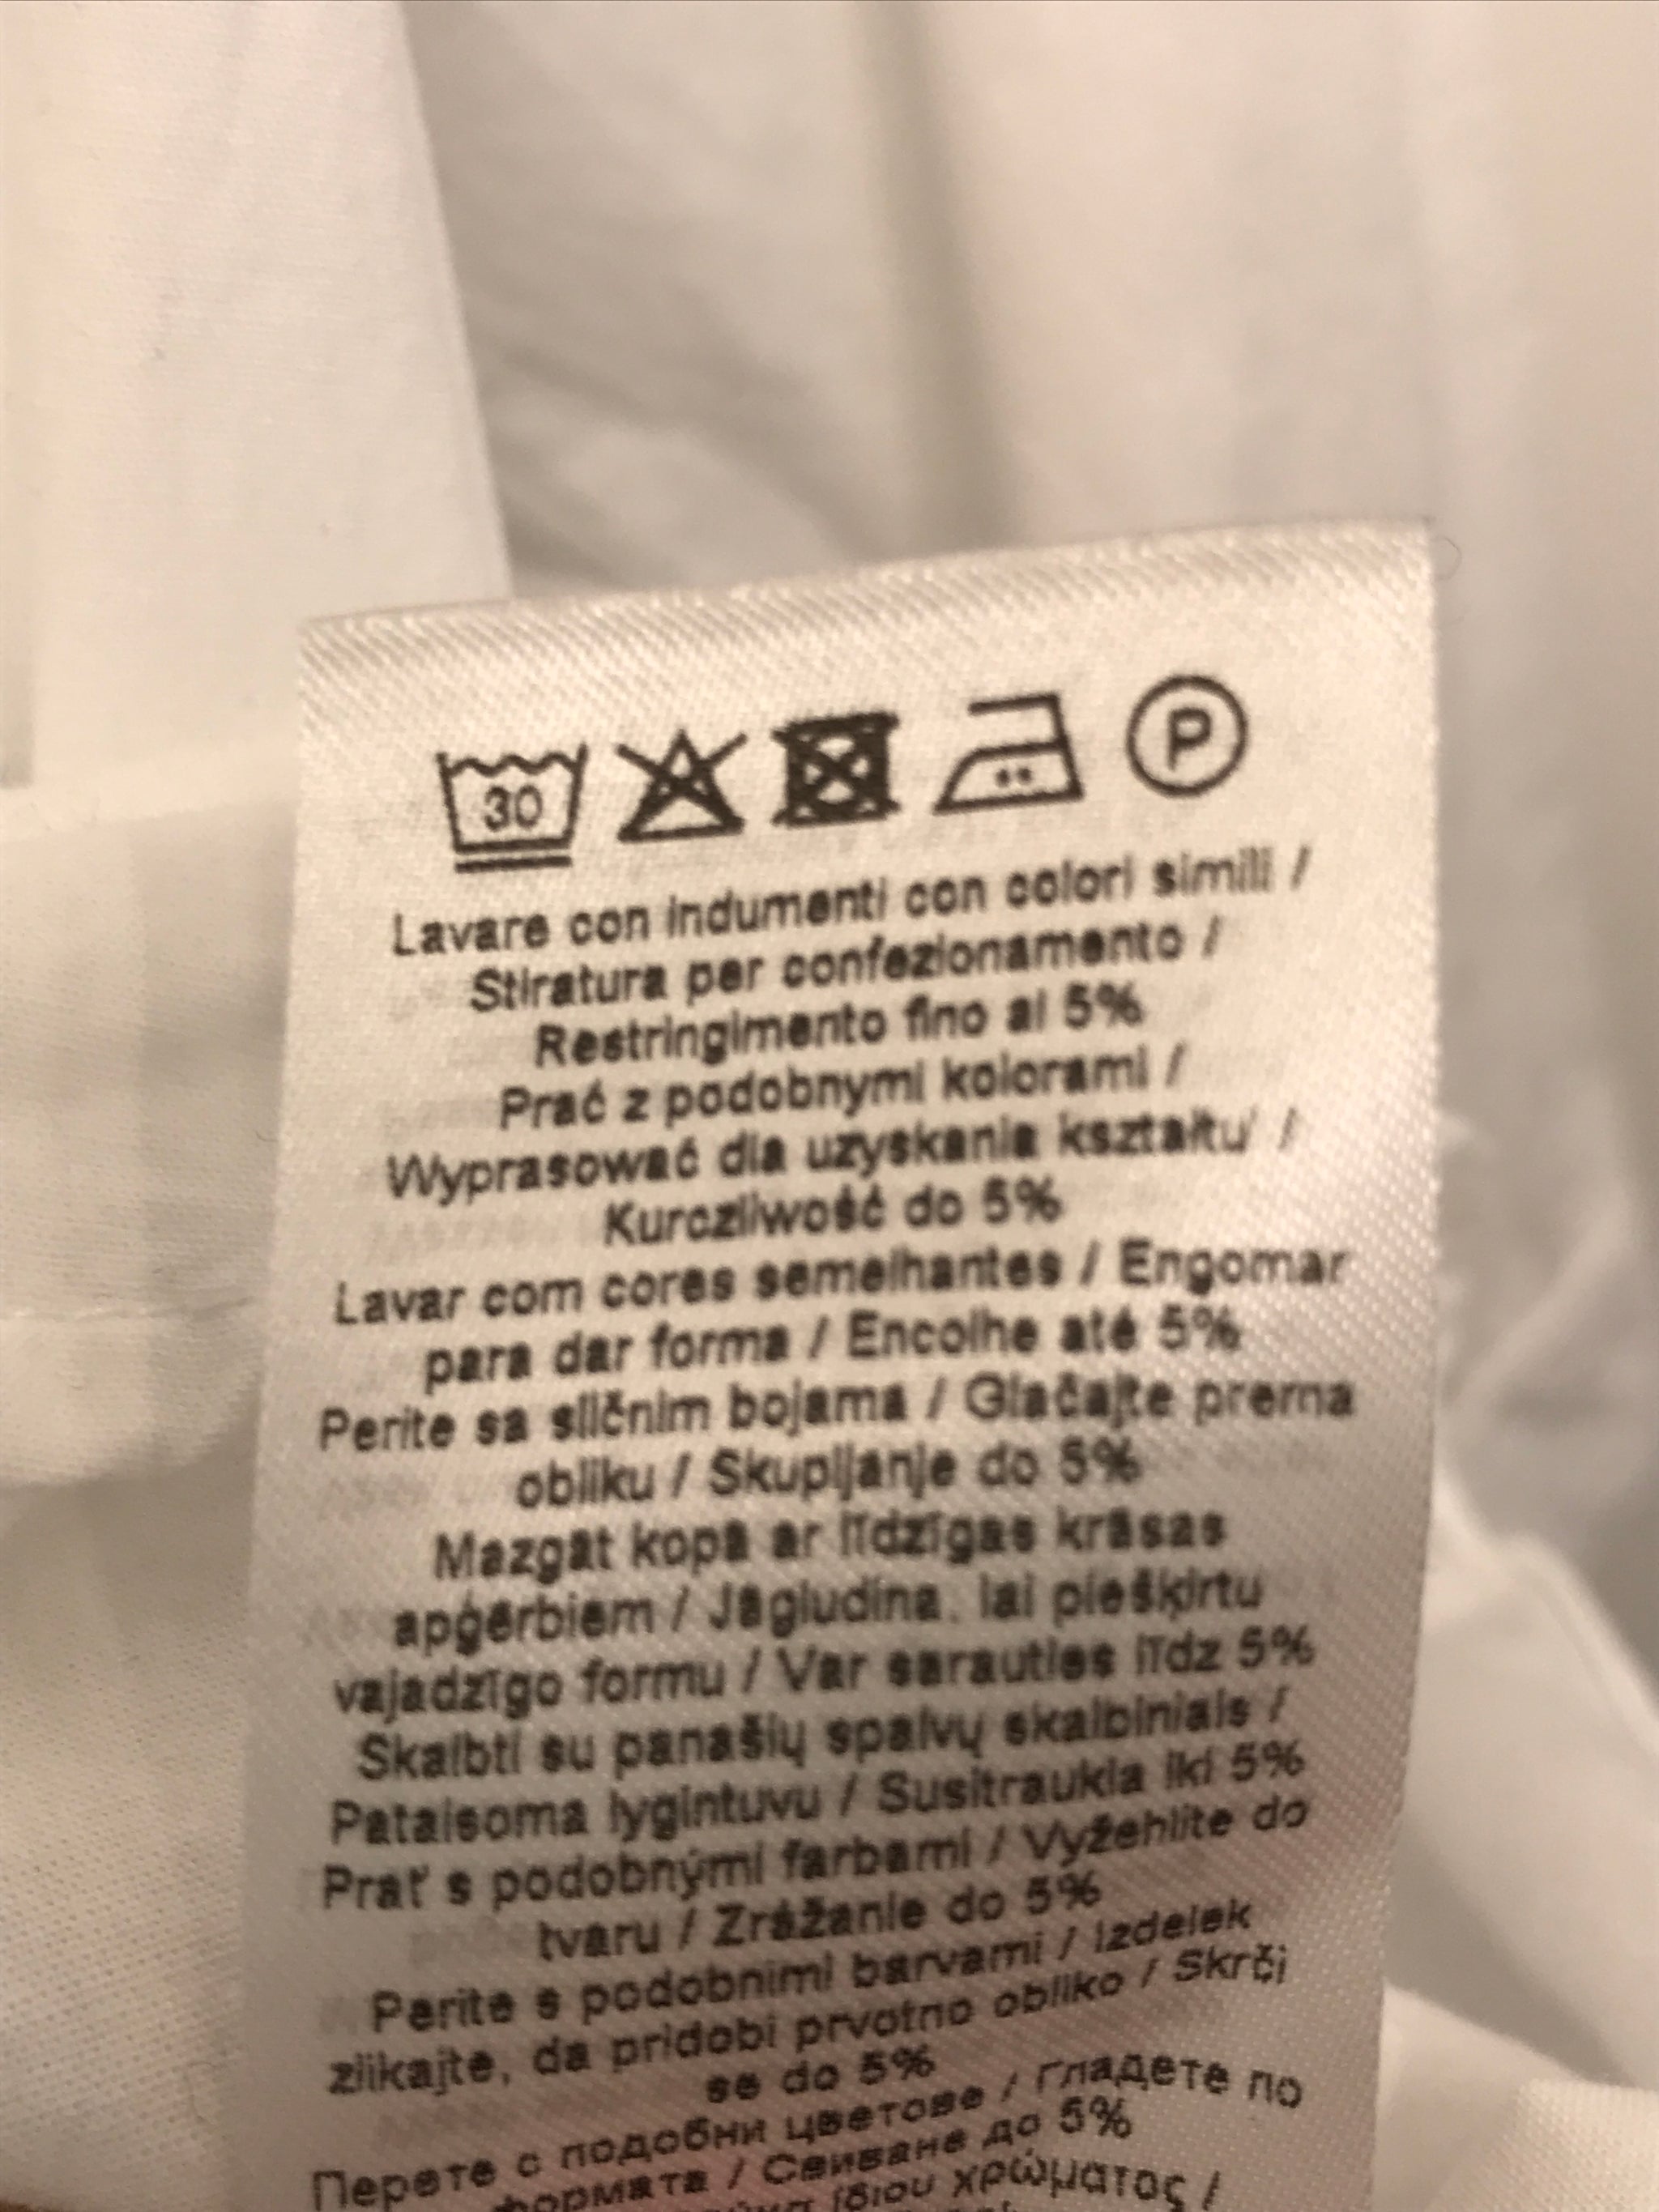 30 P
Lavare con indumenti con colori simili /
Stiratura per confezionamento /
Restringimento fino al 5%
Prać z podobnymi kolorami /
Wyprasować dla uzyskania kształtu /
Kurczliwość do 5%
Lavar com cores semelhantes / Engomar
para dar forma / Encolhe até 5%
Perite sa sličnim bojama / Glačajte prema
obliku / Skupljanje do 5%
Mazgāt kopā ar līdzīgas krāsas
apģērbiem / Jāgludina, lai piešķirtu
vajadzīgo formu / Var sarauties līdz 5%
Skalbti su panašių spalvų skalbiniais /
Pataisoma lygintuvu / Susitraukia iki 5%
Prať s podobnými farbami / Vyžehlite do
tvaru / Zrážanie do 5%
Perite s podobnimi barvami / Izdelek
zlikajte, da pridobi prvotno obliko / Skrči
se do 5%
Перете с подобни цветове / Гладете по
формата / Свиване до 5%
ίδιου χρώματος /